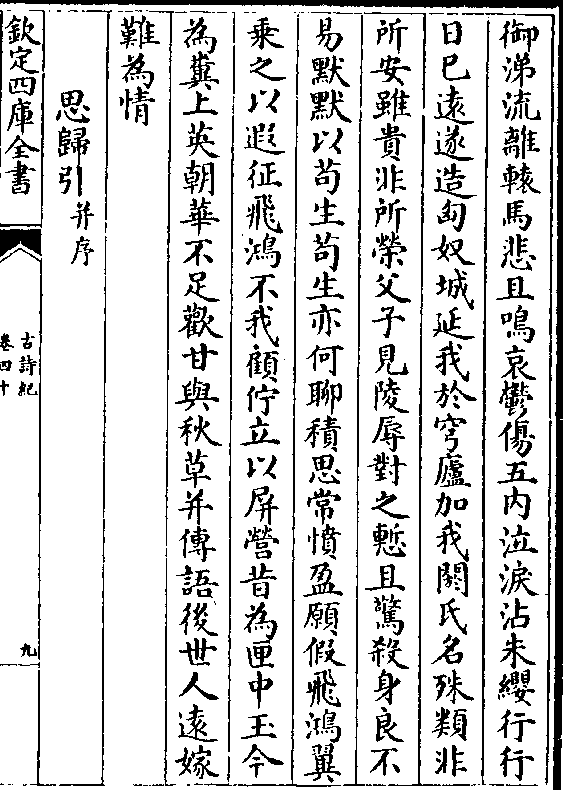 御涕流離轅馬悲且鳴哀鬱傷五内泣淚沾朱纓行行
日已遠遂造匈奴城延我於穹廬加我閼氏名殊類非
所安雖貴非所榮父子見陵辱對之慙且驚殺身良不
易默默以苟生苟生亦何聊積思常憤盈願假飛鴻翼
乗之以遐征飛鴻不我顧佇立以屏營昔為匣中玉今
為糞上英朝華不足歡甘與秋草并傳語後世人遠嫁
難為情
思歸引并序
欽定四庫全書
古詩紀
卷四十
九